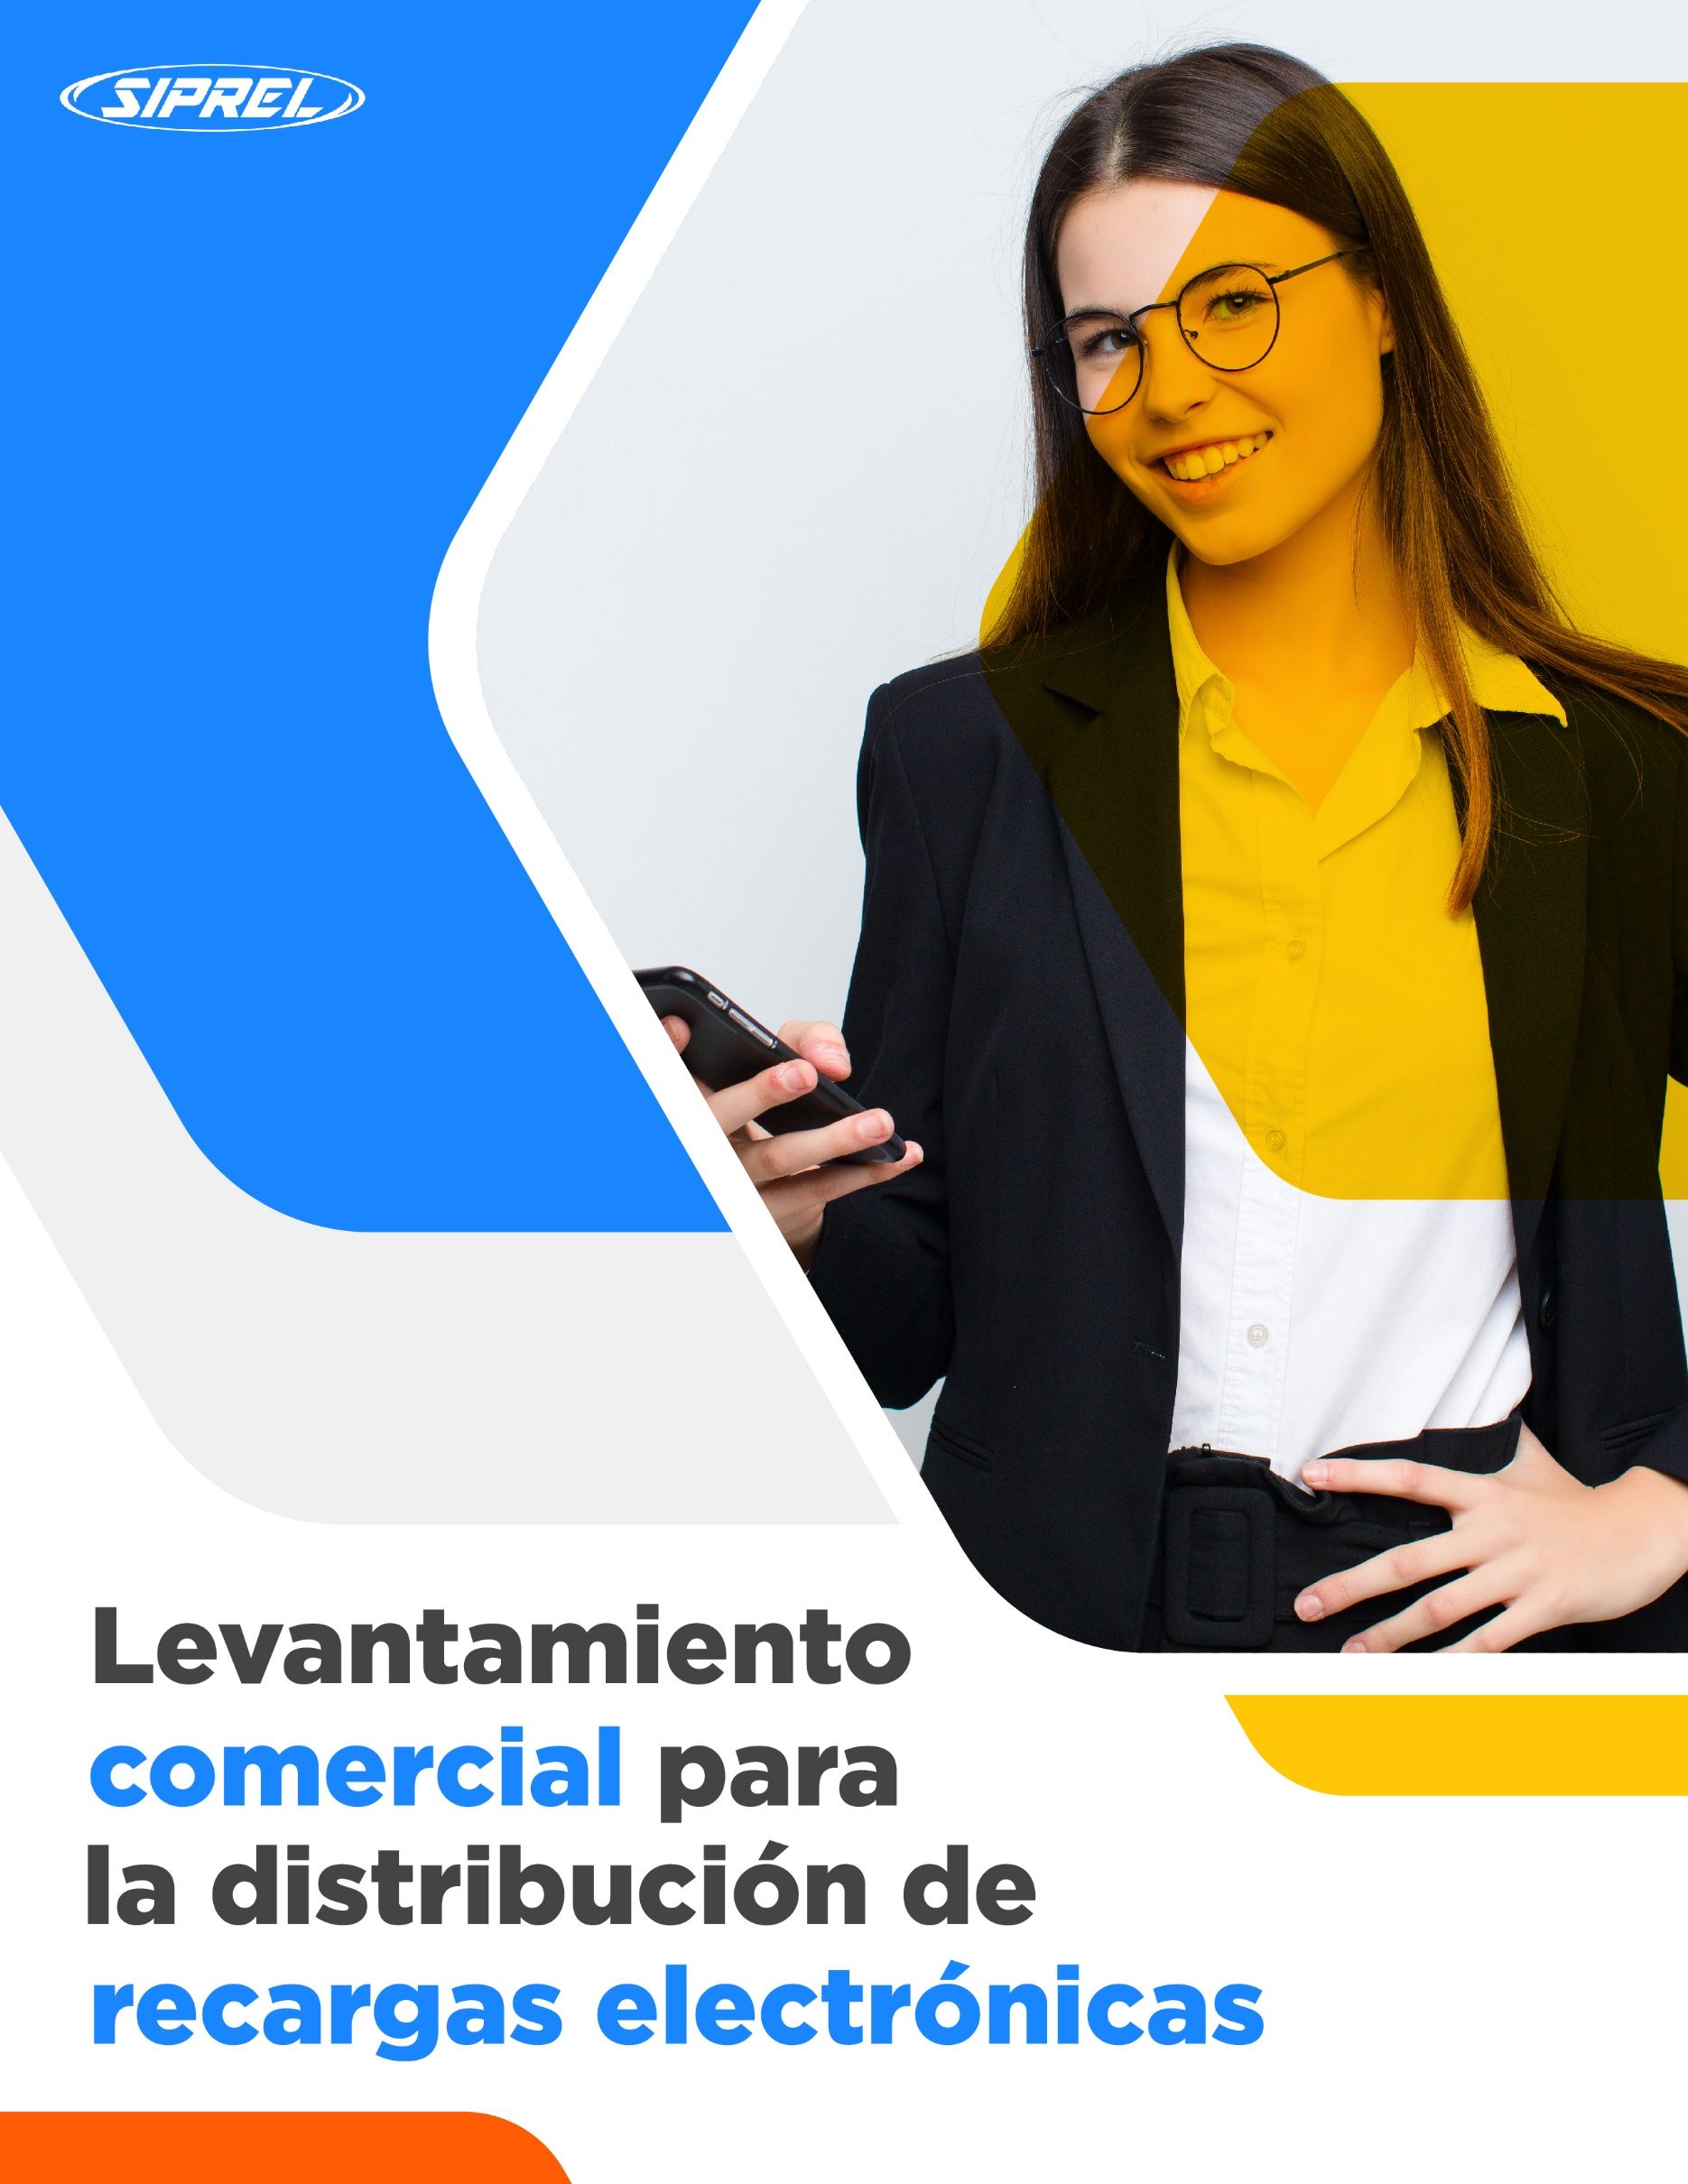 SIPREL
Levantamiento
comercial para
la distribución de
recargas electrónicas